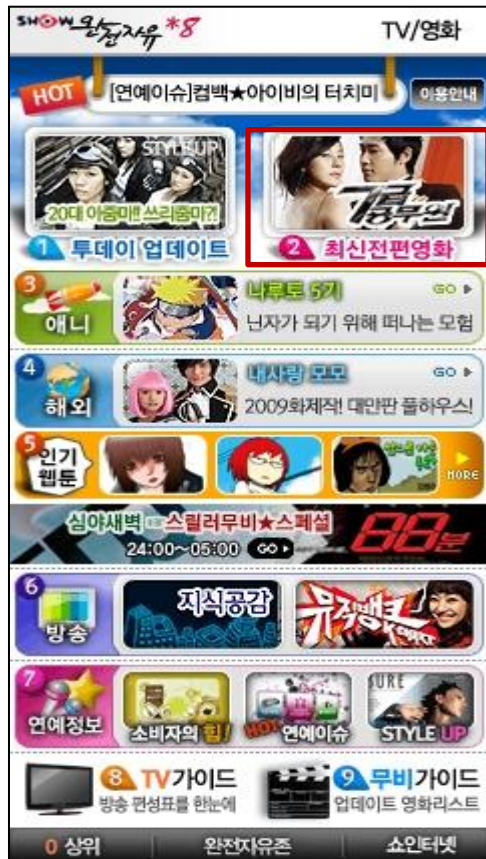 SHOW 완전자유 *8
TV/영화
HOT
[연예이슈]컴백★아이비의 터치미
이용안내
STYLE UP
20대 아줌마!! 쓰리줌마?!
1 투데이 업데이트
7급공무원
2 최신전편영화
3
애니
나루토 5기
GO
닌자가 되기 위해 떠나는 모험
4
해외
내사랑 모모
GO
2009화제작! 대만판 풀하우스!
5
인기
웹툰
MORE
심야새벽
스릴러무비★스페셜
24:00~05:00 GO
88분
6
방송
지식공감
뮤직뱅크
7
연예정보
소비자의 힘!
HOT 연예이슈
SURE
STYLE UP
8 TV가이드
방송 편성표를 한눈에
9 무비가이드
업데이트 영화리스트
0 상위
완전자유존
쇼인터넷